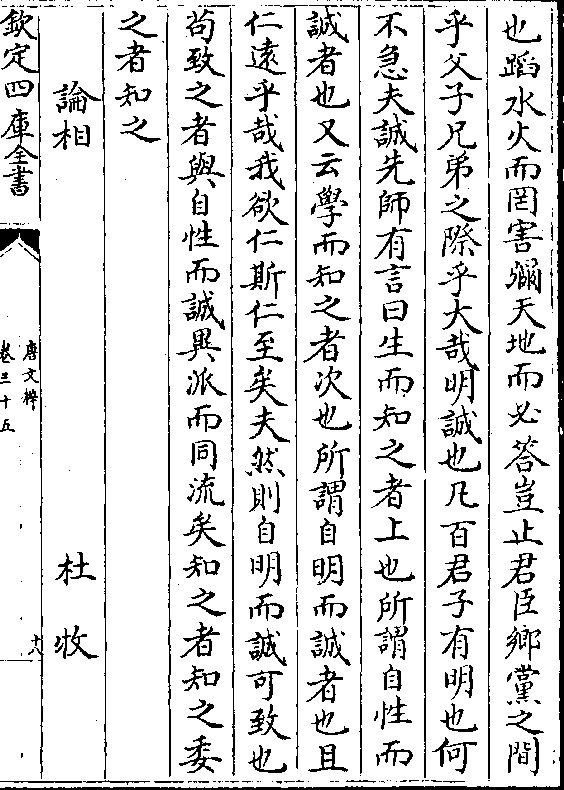 也蹈水火而罔害彌天地而必答豈止君臣鄉黨之間
乎父子兄弟之際乎大哉明誠也凡百君子有明也何
不急夫誠先師有言曰生而知之者上也所謂自性而
誠者也又云學而知之者次也所謂自明而誠者也且
仁遠乎哉我欲仁斯仁至矣夫然則自明而誠可致也
苟致之者與自性而誠異派而同流矣知之者知之委
之者知之
論相　　　　　　　　杜牧
欽定四庫全書
唐文粹
卷三十五
十八